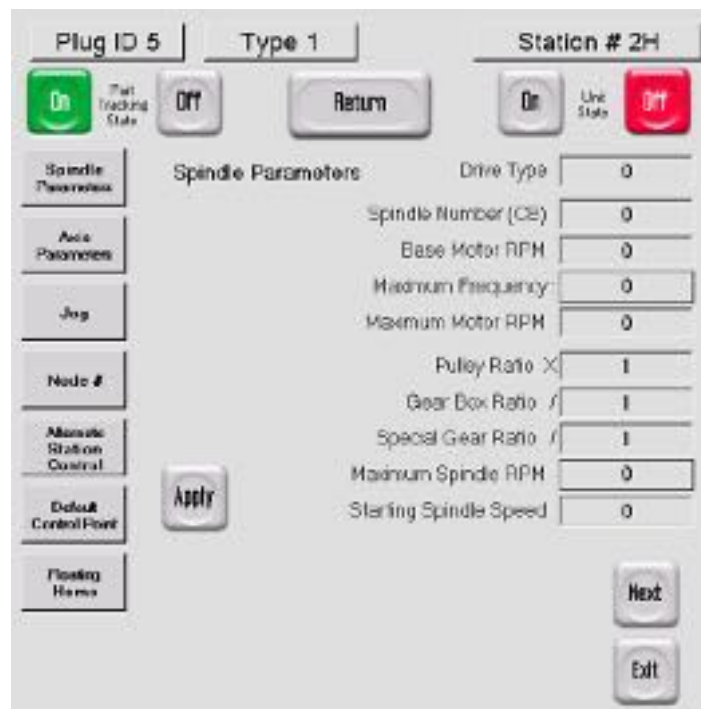 Plug ID 5
Type 1
Station # 2H
On
Part
Tracking
State
Off
Return
On
Unit
State
Off
Spindle
Parameters
Spindle Parameters
Drive Type 0
Spindle Number (CB) 0
Axis
Parameters
Base Motor RPM 0
Maximum Frequency 0
Jog
Maximum Motor RPM 0
Pulley Ratio X 1
Node #
Gear Box Ratio / 1
Alternate
Station
Control
Special Gear Ratio / 1
Maximum Spindle RPM 0
Apply
Default
Control Point
Starting Spindle Speed 0
Floating
Home
Next
Exit